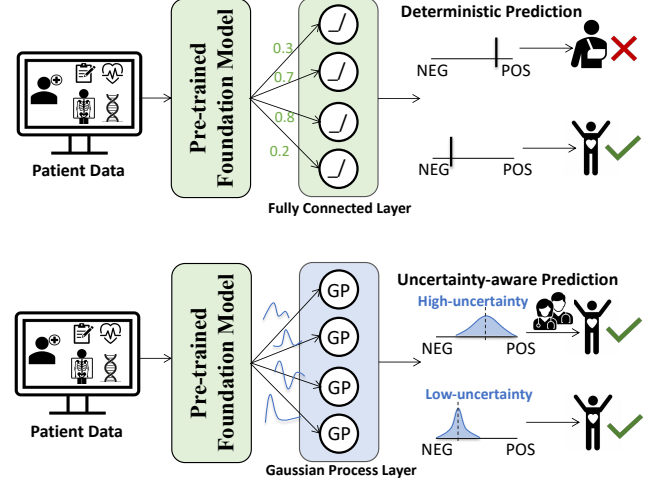 Deterministic Prediction
Pre-trained
Foundation Model
0.3
0.7
0.8
0.2
NEG
POS
NEG
POS
Patient Data
Fully Connected Layer
Uncertainty-aware Prediction
Pre-trained
Foundation Model
GP
GP
GP
GP
High-uncertainty
NEG
POS
Low-uncertainty
NEG
POS
Patient Data
Gaussian Process Layer